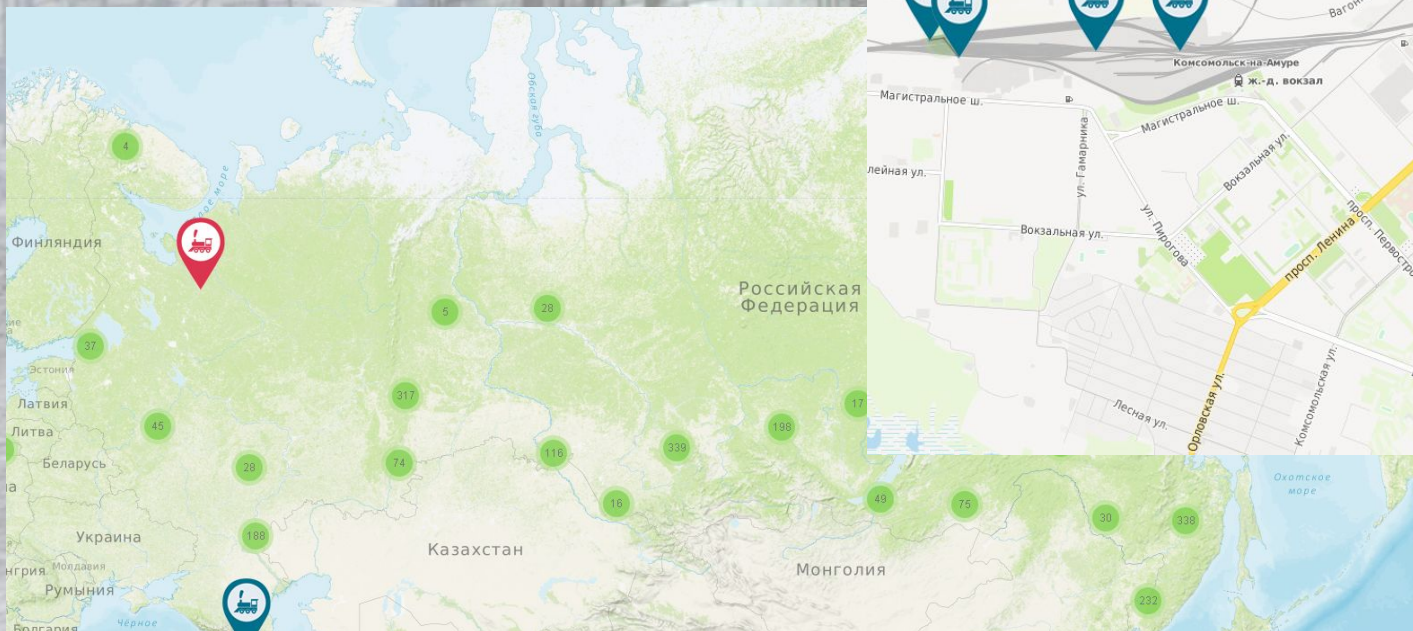 Обская губа
4
Финляндия
5
28
Российская
Федерация
37
Эстония
Латвия
Литва
317
17
45
198
339
Беларусь
28
74
116
16
49
75
30
338
Охотское
море
Украина
188
Казахстан
Молдавия
Румыния
Монголия
232
Чёрное
Болгария
Комсомольск-на-Амуре
ж.-д. вокзал
Магистральное ш.
Магистральное ш.
ул. Гамарника
лейная ул.
Вокзальная ул.
Вокзальная ул.
ул. Пирогова
просп. Ленина
просп. Первостр
Лесная ул.
Орловская ул.
Комсомольская ул.